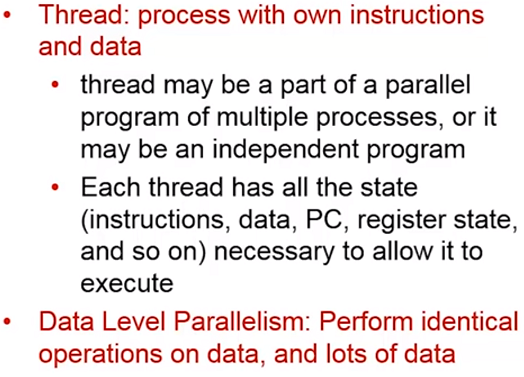 • Thread: process with own instructions
and data
• thread may be a part of a parallel
program of multiple processes, or it
may be an independent program
• Each thread has all the state
(instructions, data, PC, register state,
and so on) necessary to allow it to
execute
• Data Level Parallelism: Perform identical
operations on data, and lots of data